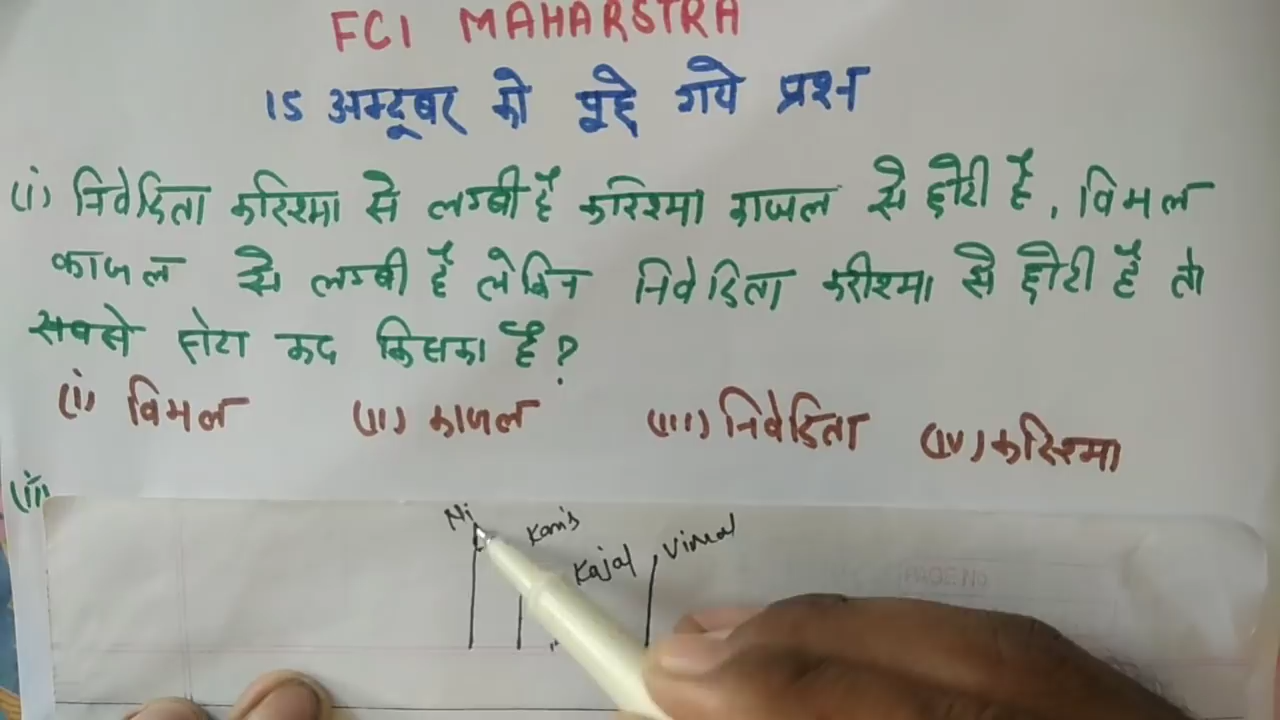 FCI MAHARSTRA
15 अक्टूबर को पूछे गये प्रश्न
(i) निवेडिता करिश्मा से लम्बी है करिश्मा काजल से छोटी है, विमल
काजल से लम्बी है लेकिन निवेडिता करीश्मा से छोटी है तो
सबसे छोटा कद किसका है?
(i) विमल (ii) काजल (iii) निवेडिता (iv) करिश्मा
(ii)
Ni Karis Kajal Vimal